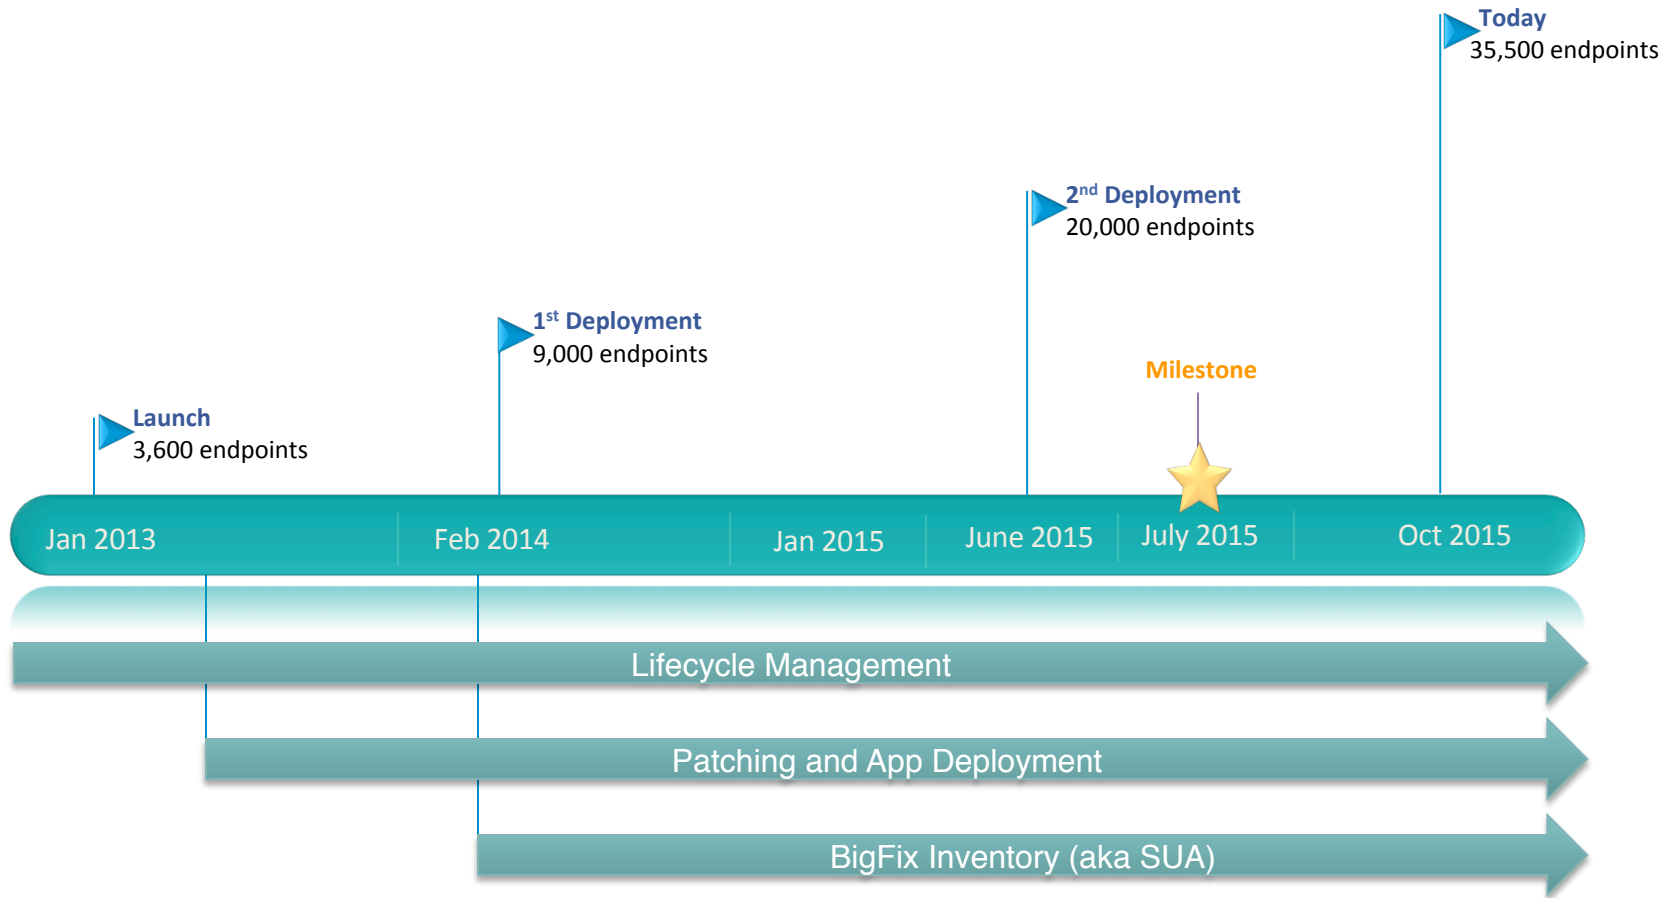 Today
35,500 endpoints
2nd Deployment
20,000 endpoints
1st Deployment
9,000 endpoints
Milestone
Launch
3,600 endpoints
Jan 2013
Feb 2014
Jan 2015
June 2015
July 2015
Oct 2015
Lifecycle Management
Patching and App Deployment
BigFix Inventory (aka SUA)